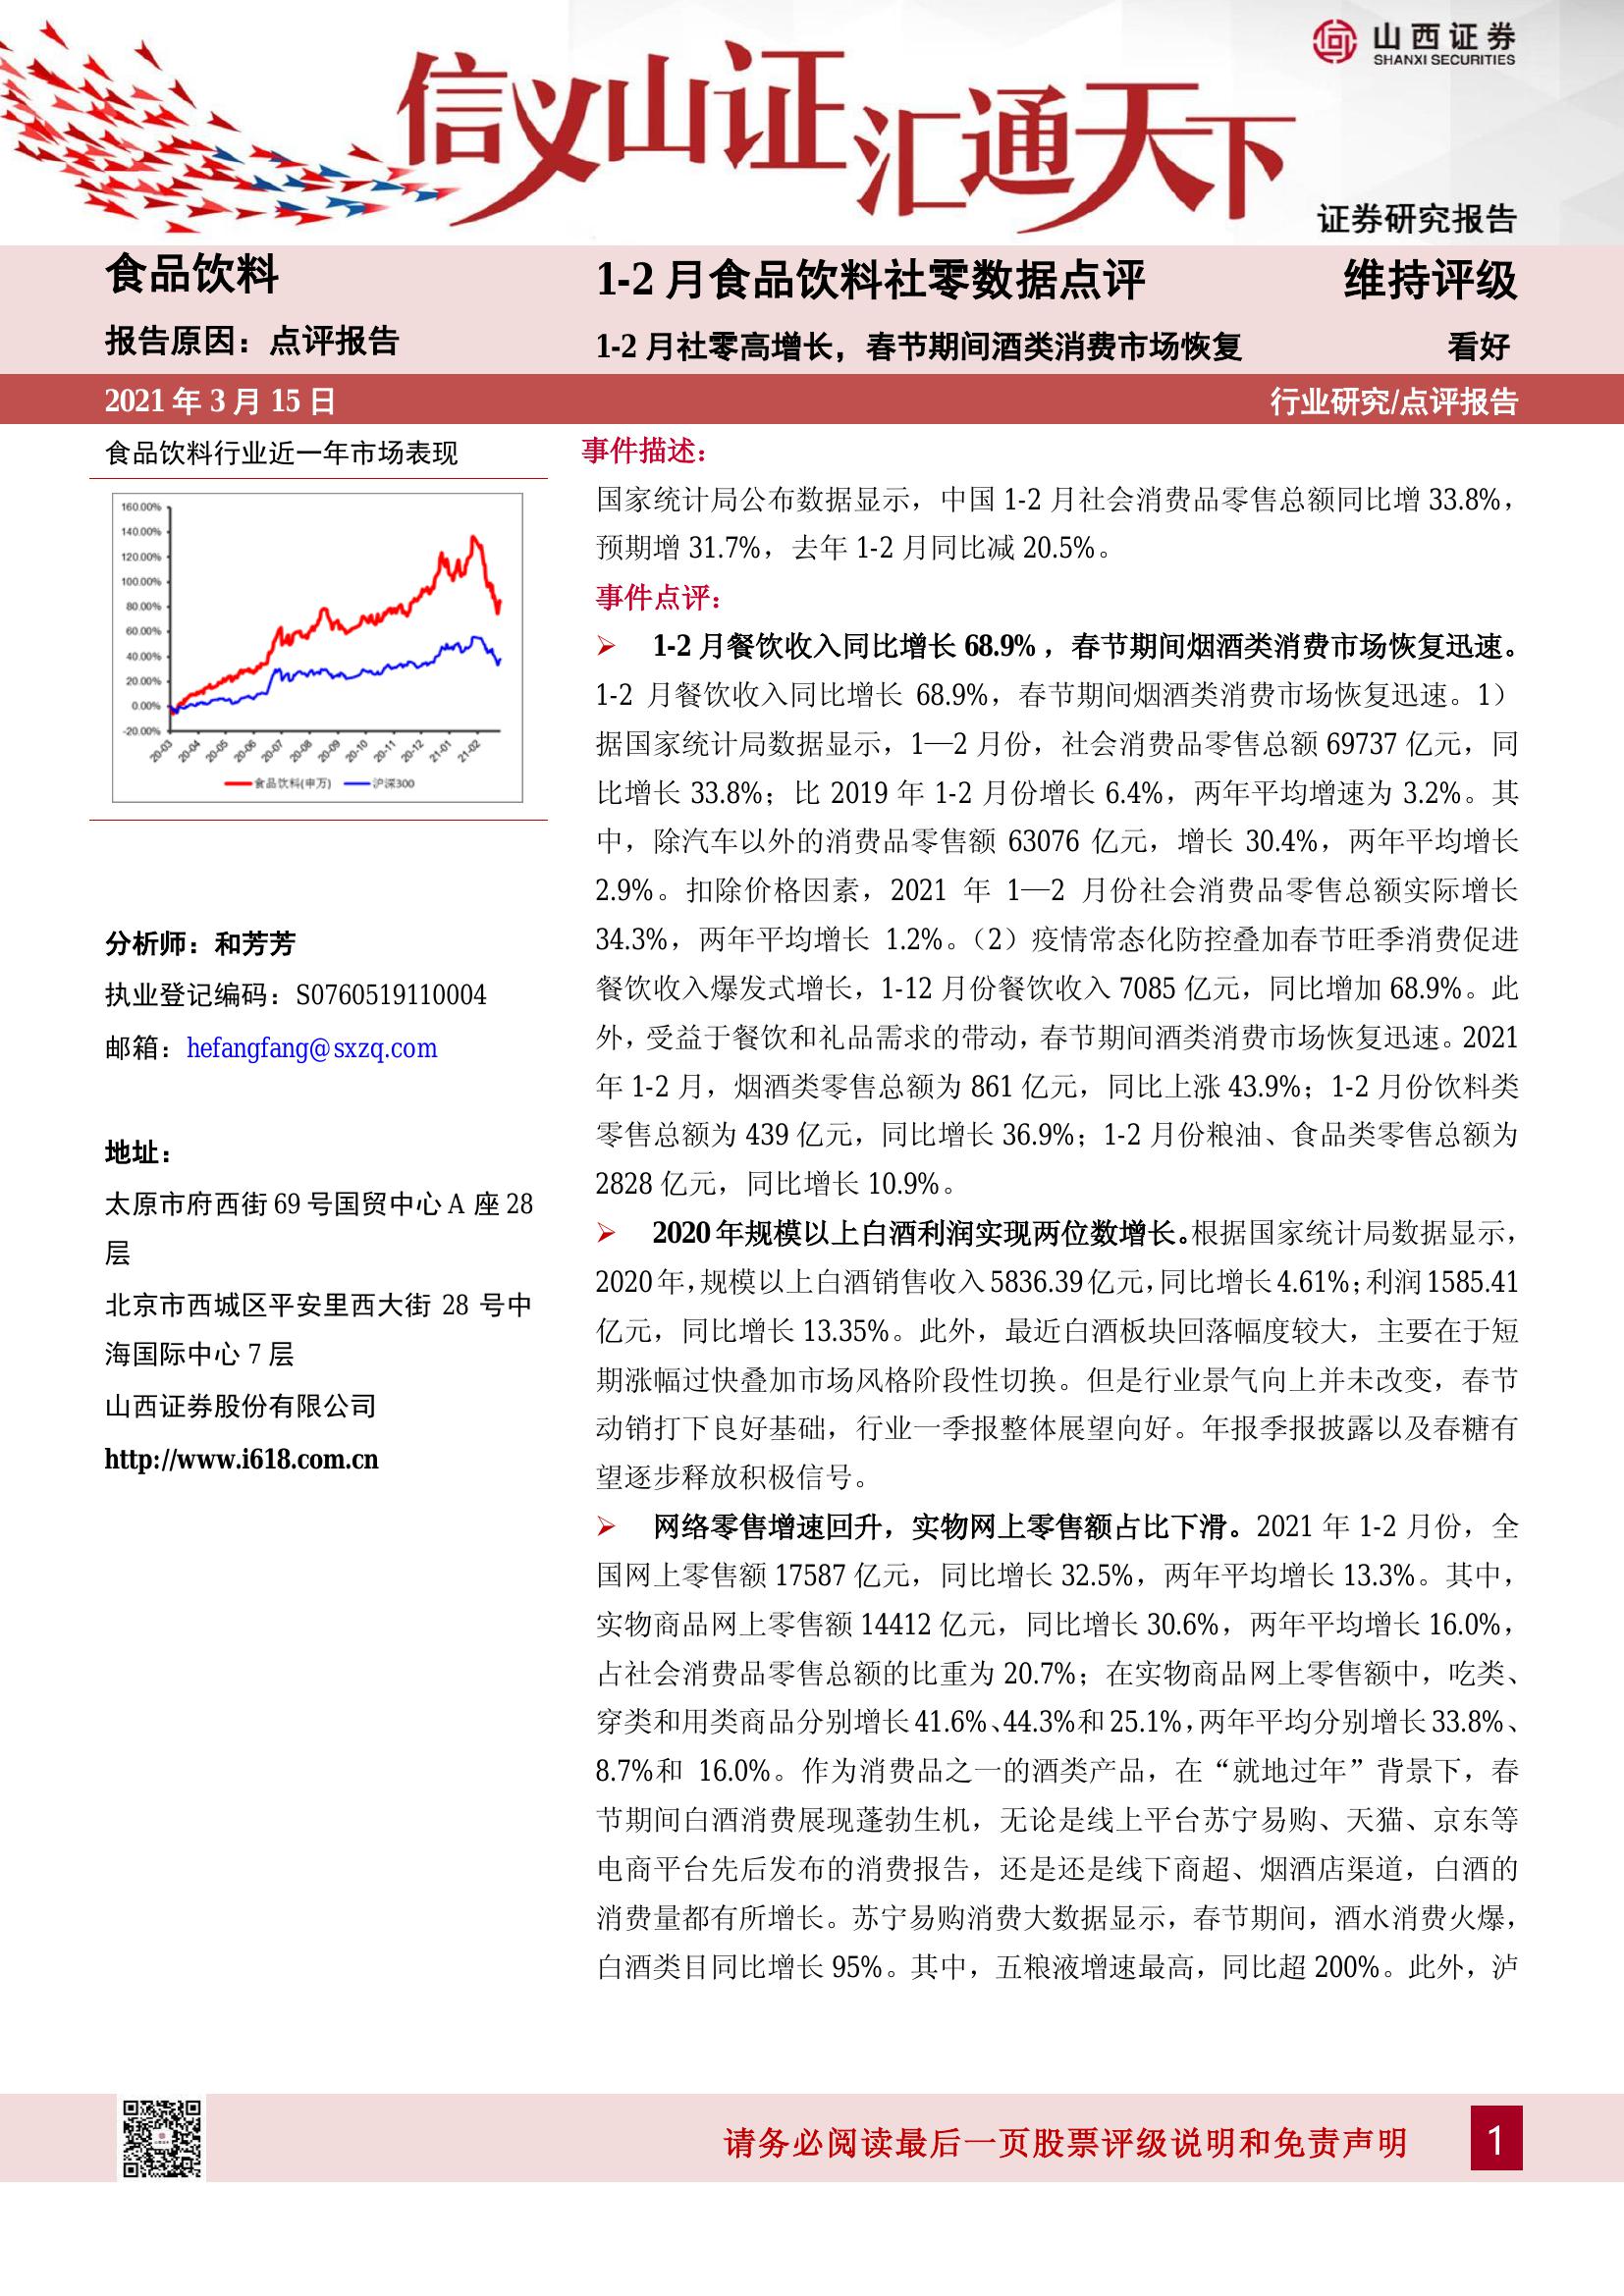 信义山证 汇通天下
山西证券
SHANXI SECURITIES
证券研究报告
食品饮料
报告原因：点评报告
1-2 月食品饮料社零数据点评
维持评级
1-2 月社零高增长，春节期间酒类消费市场恢复
看好
2021 年 3 月 15 日
行业研究/点评报告
食品饮料行业近一年市场表现
160.00%
140.00%
120.00%
100.00%
80.00%
60.00%
40.00%
20.00%
0.00%
-20.00%
20-03
20-04
20-05
20-06
20-07
20-08
20-09
20-10
20-11
20-12
21-01
21-02
食品饮料(申万)
沪深300
分析师：和芳芳
执业登记编码：S0760519110004
邮箱：hefangfang@sxzq.com
地址：
太原市府西街 69 号国贸中心 A 座 28
层
北京市西城区平安里西大街 28 号中
海国际中心 7 层
山西证券股份有限公司
http://www.i618.com.cn
事件描述：
国家统计局公布数据显示，中国 1-2 月社会消费品零售总额同比增 33.8%，
预期增 31.7%，去年 1-2 月同比减 20.5%。
事件点评：
➢ 1-2 月餐饮收入同比增长 68.9%，春节期间烟酒类消费市场恢复迅速。
1-2 月餐饮收入同比增长 68.9%，春节期间烟酒类消费市场恢复迅速。1）
据国家统计局数据显示，1—2 月份，社会消费品零售总额 69737 亿元，同
比增长 33.8%；比 2019 年 1-2 月份增长 6.4%，两年平均增速为 3.2%。其
中，除汽车以外的消费品零售额 63076 亿元，增长 30.4%，两年平均增长
2.9%。扣除价格因素，2021 年 1—2 月份社会消费品零售总额实际增长
34.3%，两年平均增长 1.2%。（2）疫情常态化防控叠加春节旺季消费促进
餐饮收入爆发式增长，1-12 月份餐饮收入 7085 亿元，同比增加 68.9%。此
外，受益于餐饮和礼品需求的带动，春节期间酒类消费市场恢复迅速。2021
年 1-2 月，烟酒类零售总额为 861 亿元，同比上涨 43.9%；1-2 月份饮料类
零售总额为 439 亿元，同比增长 36.9%；1-2 月份粮油、食品类零售总额为
2828 亿元，同比增长 10.9%。
➢ 2020 年规模以上白酒利润实现两位数增长。根据国家统计局数据显示，
2020 年，规模以上白酒销售收入 5836.39 亿元，同比增长 4.61%；利润 1585.41
亿元，同比增长 13.35%。此外，最近白酒板块回落幅度较大，主要在于短
期涨幅过快叠加市场风格阶段性切换。但是行业景气向上并未改变，春节
动销打下良好基础，行业一季报整体展望向好。年报季报披露以及春糖有
望逐步释放积极信号。
➢ 网络零售增速回升，实物网上零售额占比下滑。2021 年 1-2 月份，全
国网上零售额 17587 亿元，同比增长 32.5%，两年平均增长 13.3%。其中，
实物商品网上零售额 14412 亿元，同比增长 30.6%，两年平均增长 16.0%，
占社会消费品零售总额的比重为 20.7%；在实物商品网上零售额中，吃类、
穿类和用类商品分别增长 41.6%、44.3%和 25.1%，两年平均分别增长 33.8%、
8.7%和 16.0%。作为消费品之一的酒类产品，在“就地过年”背景下，春
节期间白酒消费展现蓬勃生机，无论是线上平台苏宁易购、天猫、京东等
电商平台先后发布的消费报告，还是还是线下商超、烟酒店渠道，白酒的
消费量都有所增长。苏宁易购消费大数据显示，春节期间，酒水消费火爆，
白酒类目同比增长 95%。其中，五粮液增速最高，同比超 200%。此外，泸
请务必阅读最后一页股票评级说明和免责声明
1